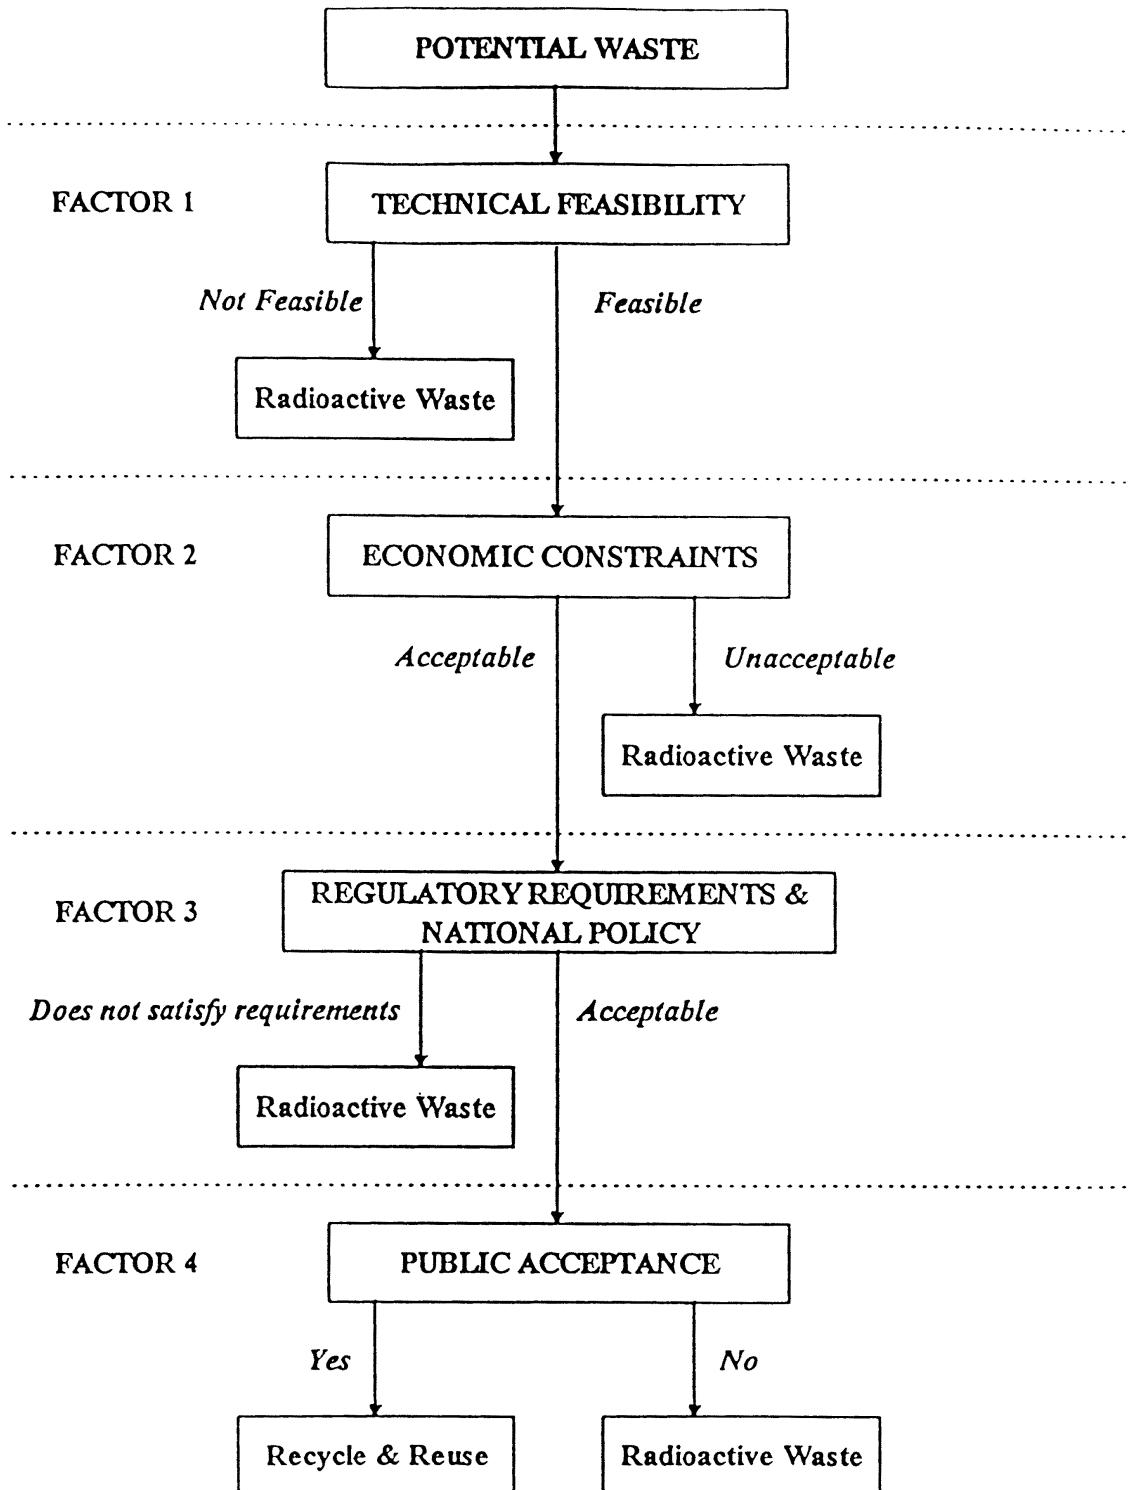 POTENTIAL WASTE
FACTOR 1
TECHNICAL FEASIBILITY
Not Feasible
Feasible
Radioactive Waste
FACTOR 2
ECONOMIC CONSTRAINTS
Acceptable
Unacceptable
Radioactive Waste
FACTOR 3
REGULATORY REQUIREMENTS &
NATIONAL POLICY
Does not satisfy requirements
Acceptable
Radioactive Waste
FACTOR 4
PUBLIC ACCEPTANCE
Yes
No
Recycle & Reuse
Radioactive Waste